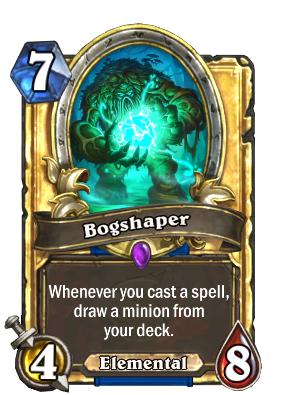 7
Bogshaper
Whenever you cast a spell,
draw a minion from
your deck.
4
Elemental
8